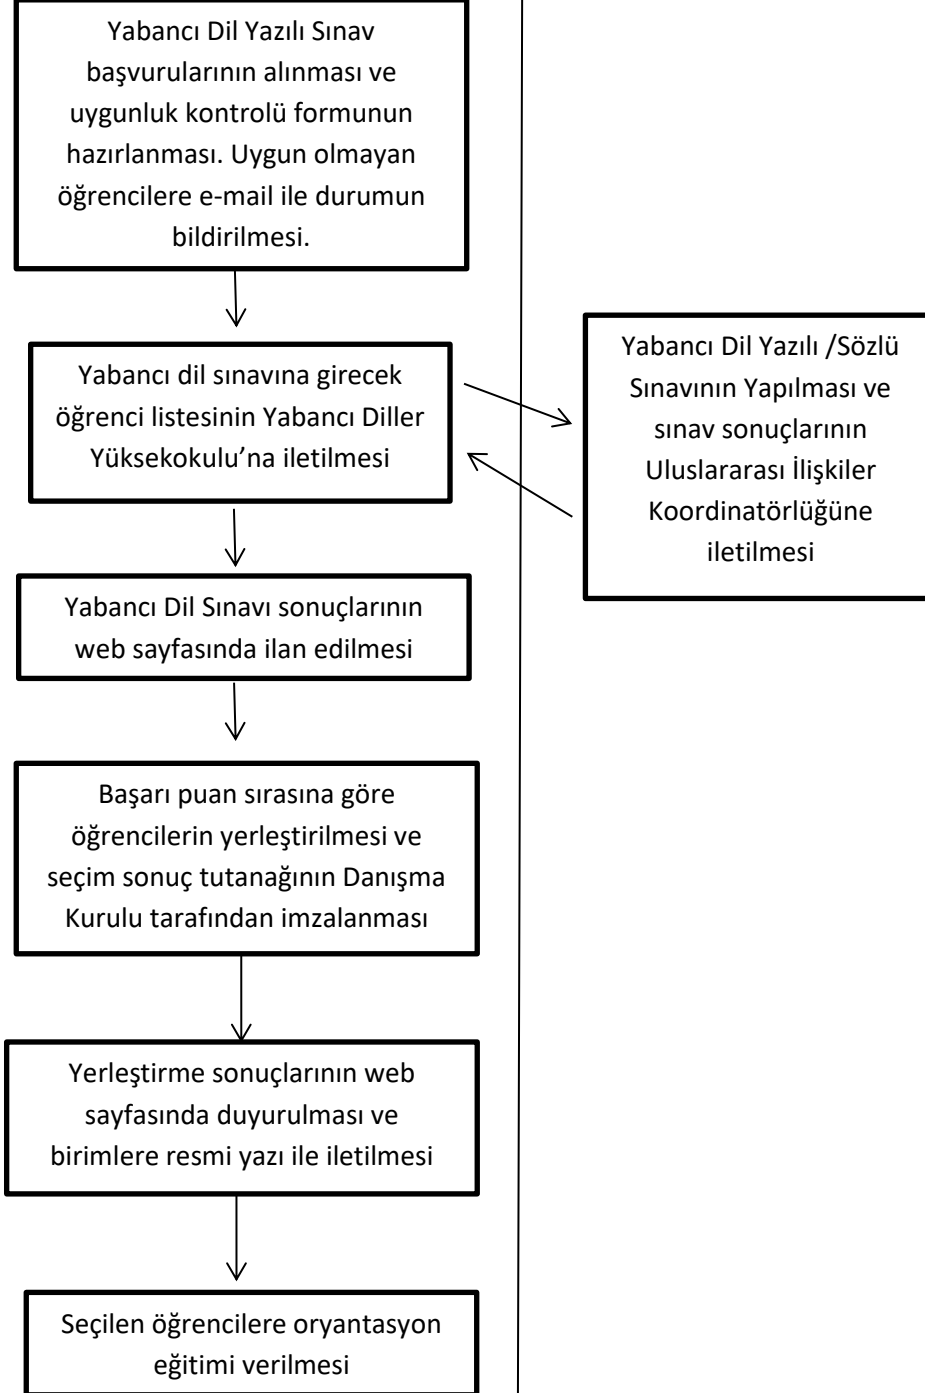 Yabancı Dil Yazılı Sınav
başvurularının alınması ve
uygunluk kontrolü formunun
hazırlanması. Uygun olmayan
öğrencilere e-mail ile durumun
bildirilmesi.
Yabancı dil sınavına girecek
öğrenci listesinin Yabancı Diller
Yüksekokulu’na iletilmesi
Yabancı Dil Yazılı /Sözlü
Sınavının Yapılması ve
sınav sonuçlarının
Uluslararası İlişkiler
Koordinatörlüğüne
iletilmesi
Yabancı Dil Sınavı sonuçlarının
web sayfasında ilan edilmesi
Başarı puan sırasına göre
öğrencilerin yerleştirilmesi ve
seçim sonuç tutanağının Danışma
Kurulu tarafından imzalanması
Yerleştirme sonuçlarının web
sayfasında duyurulması ve
birimlere resmi yazı ile iletilmesi
Seçilen öğrencilere oryantasyon
eğitimi verilmesi